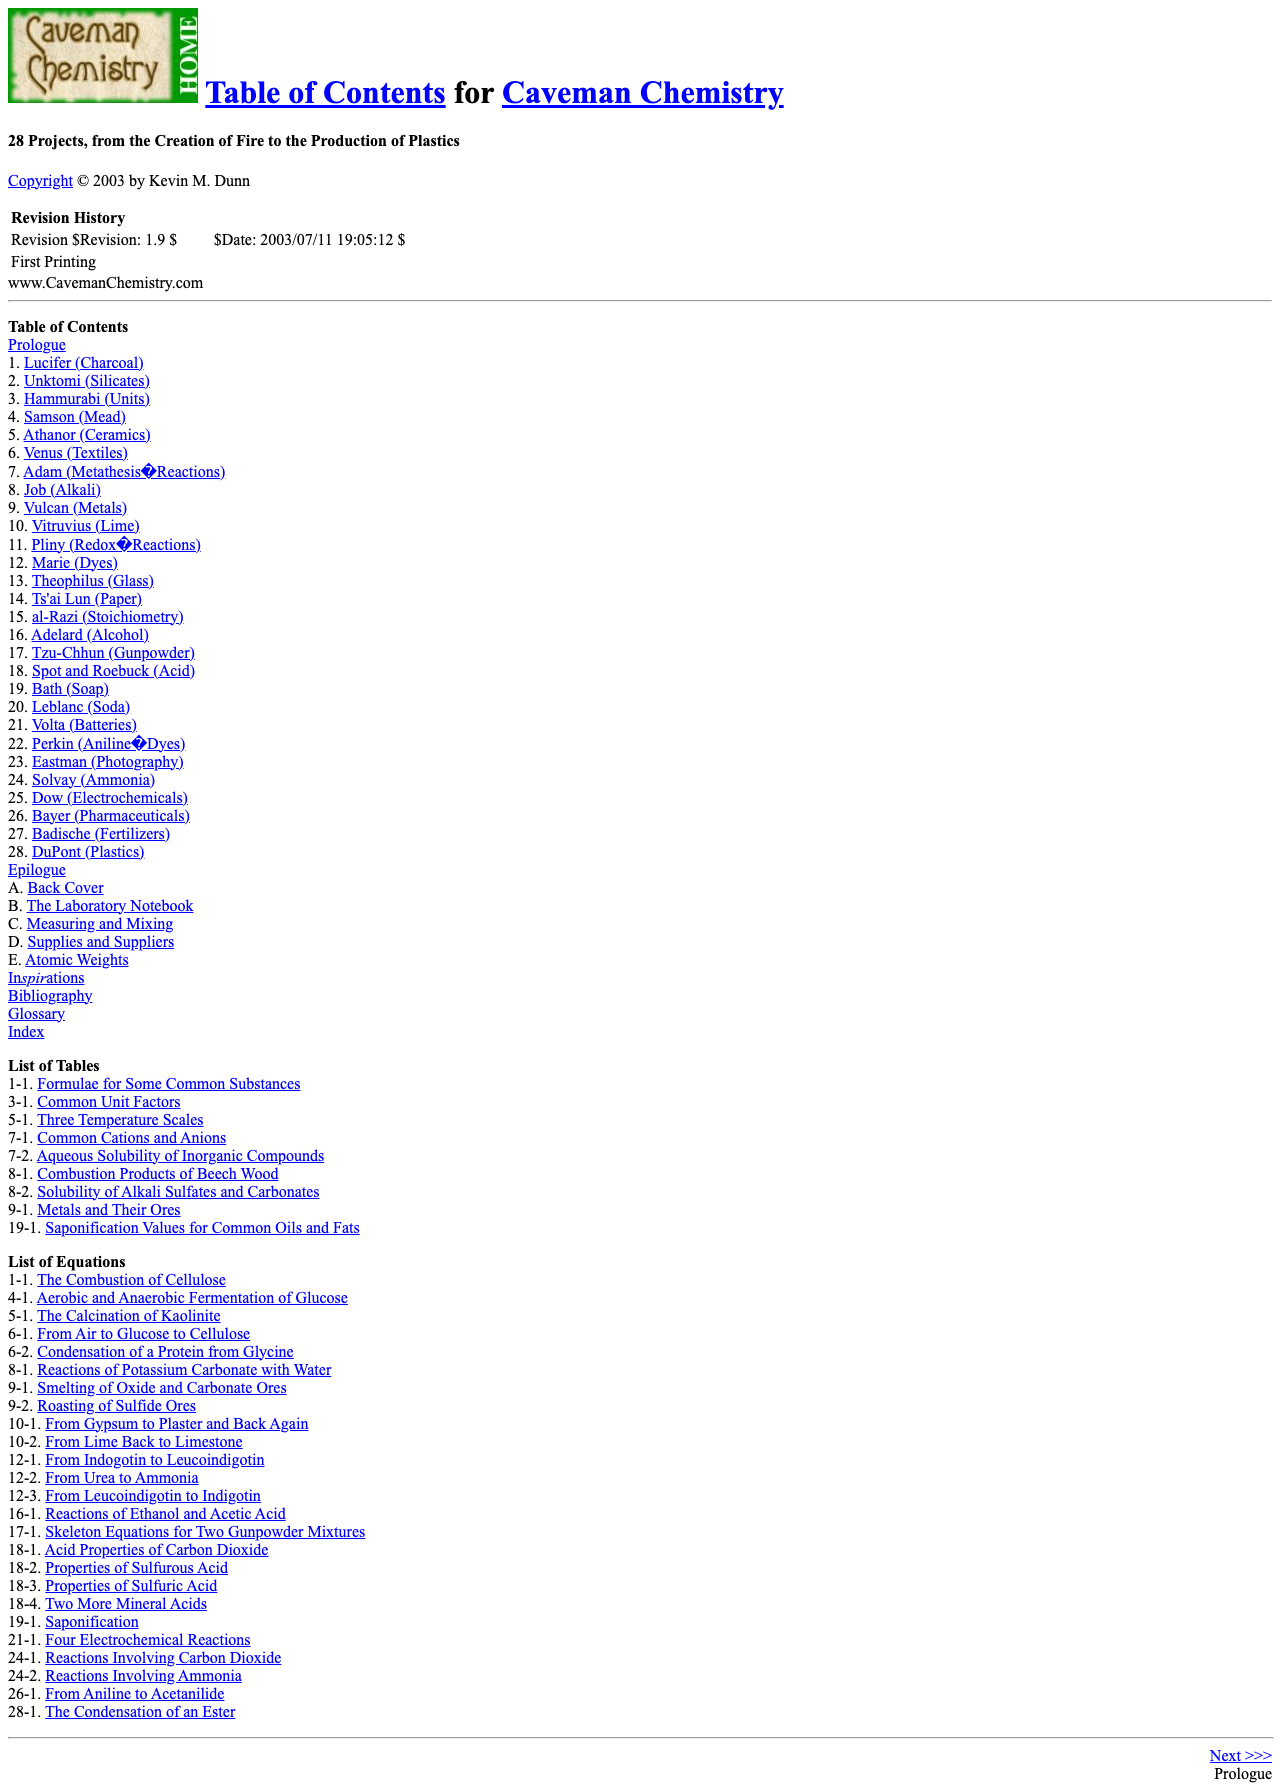 Caveman
Chemistry
HOME
Table of Contents for Caveman Chemistry
28 Projects, from the Creation of Fire to the Production of Plastics
Copyright © 2003 by Kevin M. Dunn
Revision History
Revision $Revision: 1.9 $ $Date: 2003/07/11 19:05:12 $
First Printing
www.CavemanChemistry.com
Table of Contents
Prologue
1. Lucifer (Charcoal)
2. Unktomi (Silicates)
3. Hammurabi (Units)
4. Samson (Mead)
5. Athanor (Ceramics)
6. Venus (Textiles)
7. Adam (Metathesis�Reactions)
8. Job (Alkali)
9. Vulcan (Metals)
10. Vitruvius (Lime)
11. Pliny (Redox�Reactions)
12. Marie (Dyes)
13. Theophilus (Glass)
14. Ts'ai Lun (Paper)
15. al-Razi (Stoichiometry)
16. Adelard (Alcohol)
17. Tzu-Chhun (Gunpowder)
18. Spot and Roebuck (Acid)
19. Bath (Soap)
20. Leblanc (Soda)
21. Volta (Batteries)
22. Perkin (Aniline�Dyes)
23. Eastman (Photography)
24. Solvay (Ammonia)
25. Dow (Electrochemicals)
26. Bayer (Pharmaceuticals)
27. Badische (Fertilizers)
28. DuPont (Plastics)
Epilogue
A. Back Cover
B. The Laboratory Notebook
C. Measuring and Mixing
D. Supplies and Suppliers
E. Atomic Weights
Inspirations
Bibliography
Glossary
Index
List of Tables
1-1. Formulae for Some Common Substances
3-1. Common Unit Factors
5-1. Three Temperature Scales
7-1. Common Cations and Anions
7-2. Aqueous Solubility of Inorganic Compounds
8-1. Combustion Products of Beech Wood
8-2. Solubility of Alkali Sulfates and Carbonates
9-1. Metals and Their Ores
19-1. Saponification Values for Common Oils and Fats
List of Equations
1-1. The Combustion of Cellulose
4-1. Aerobic and Anaerobic Fermentation of Glucose
5-1. The Calcination of Kaolinite
6-1. From Air to Glucose to Cellulose
6-2. Condensation of a Protein from Glycine
8-1. Reactions of Potassium Carbonate with Water
9-1. Smelting of Oxide and Carbonate Ores
9-2. Roasting of Sulfide Ores
10-1. From Gypsum to Plaster and Back Again
10-2. From Lime Back to Limestone
12-1. From Indogotin to Leucoindigotin
12-2. From Urea to Ammonia
12-3. From Leucoindigotin to Indigotin
16-1. Reactions of Ethanol and Acetic Acid
17-1. Skeleton Equations for Two Gunpowder Mixtures
18-1. Acid Properties of Carbon Dioxide
18-2. Properties of Sulfurous Acid
18-3. Properties of Sulfuric Acid
18-4. Two More Mineral Acids
19-1. Saponification
21-1. Four Electrochemical Reactions
24-1. Reactions Involving Carbon Dioxide
24-2. Reactions Involving Ammonia
26-1. From Aniline to Acetanilide
28-1. The Condensation of an Ester
Next >>>
Prologue